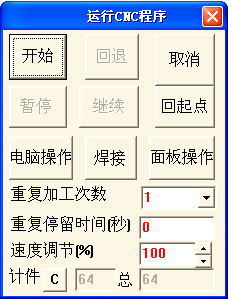 运行CNC程序
开始 回退 取消
暂停 继续 回起点
电脑操作 焊接 面板操作
重复加工次数 1
重复停留时间(秒) 0
速度调节(%) 100
计件 C 64 总 64